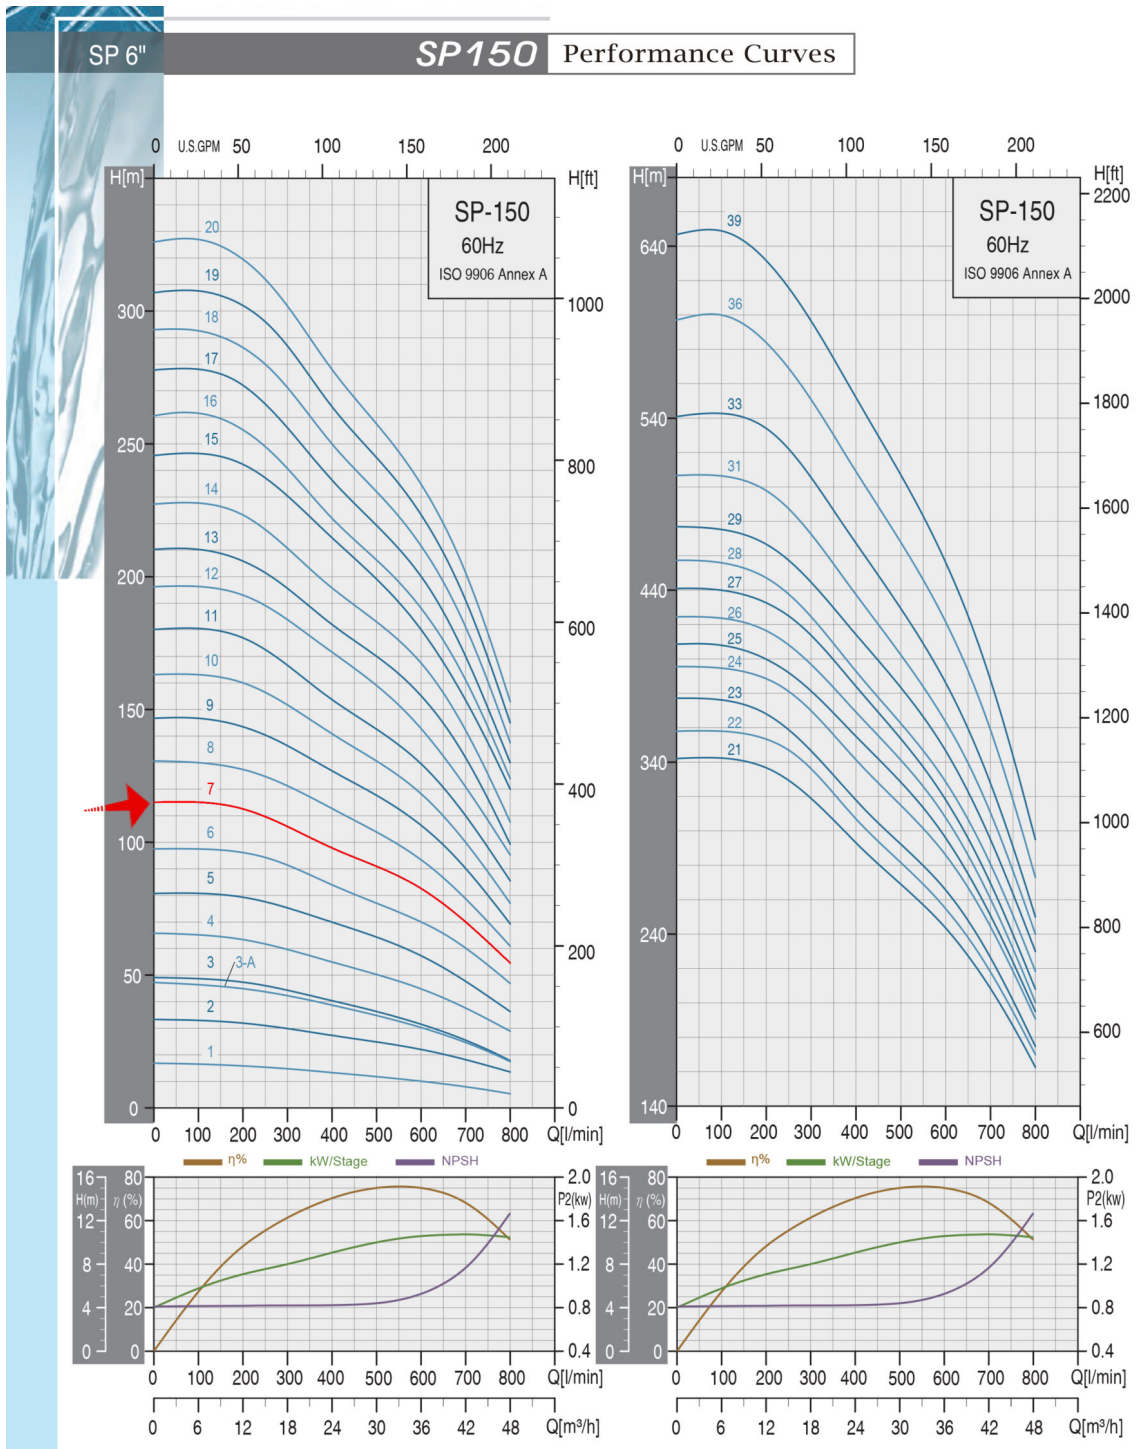 SP 6"
SP150 Performance Curves
0 U.S.GPM 50 100 150 200
H[m]
H[ft]
SP-150
60Hz
ISO 9906 Annex A
20
19
18
17
16
15
14
13
12
11
10
9
8
7
6
5
4
3
3-A
2
1
300
250
200
150
100
50
0
1000
800
600
400
200
0
0 100 200 300 400 500 600 700 800 Q[l/min]
0 U.S.GPM 50 100 150 200
H[m]
H[ft]
SP-150
60Hz
ISO 9906 Annex A
39
36
33
31
29
28
27
26
25
24
23
22
21
640
540
440
340
240
140
2200
2000
1800
1600
1400
1200
1000
800
600
0 100 200 300 400 500 600 700 800 Q[l/min]
η% kW/Stage NPSH
16 80 2.0
H(m) η (%) P2(kw)
12 60 1.6
8 40 1.2
4 20 0.8
0 0 0.4
0 100 200 300 400 500 600 700 800 Q[l/min]
0 6 12 18 24 30 36 42 48 Q[m³/h]
η% kW/Stage NPSH
16 80 2.0
H(m) η (%) P2(kw)
12 60 1.6
8 40 1.2
4 20 0.8
0 0 0.4
0 100 200 300 400 500 600 700 800 Q[l/min]
0 6 12 18 24 30 36 42 48 Q[m³/h]